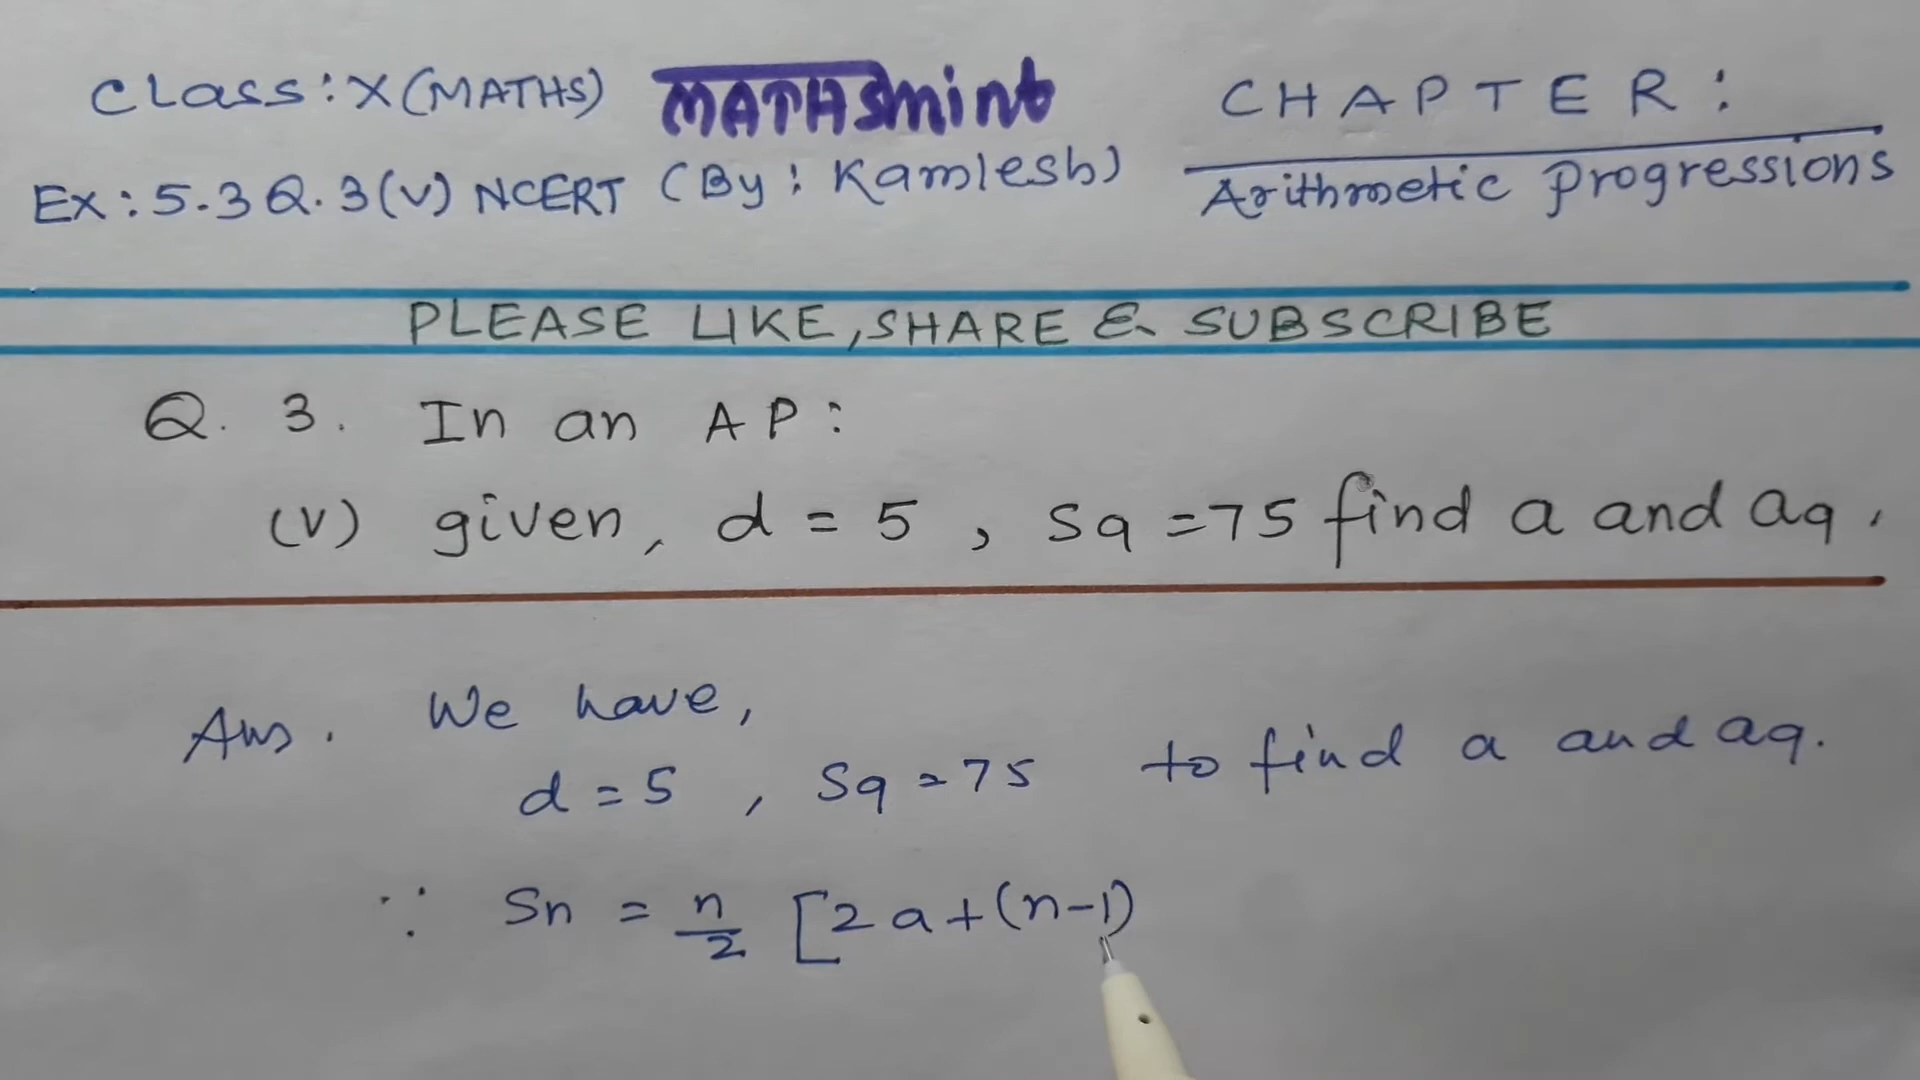 Class: X (MATHS) MATHSmint CHAPTER:
Ex: 5.3 Q. 3(v) NCERT (By: Kamlesh) Arithmetic progressions
PLEASE LIKE, SHARE & SUBSCRIBE
Q. 3. In an AP:
(v) given, d = 5, S9 = 75 find a and a9.
Ans. We have,
d = 5, S9 = 75 to find a and a9.
∵ Sn = n/2 [2a+(n-1)